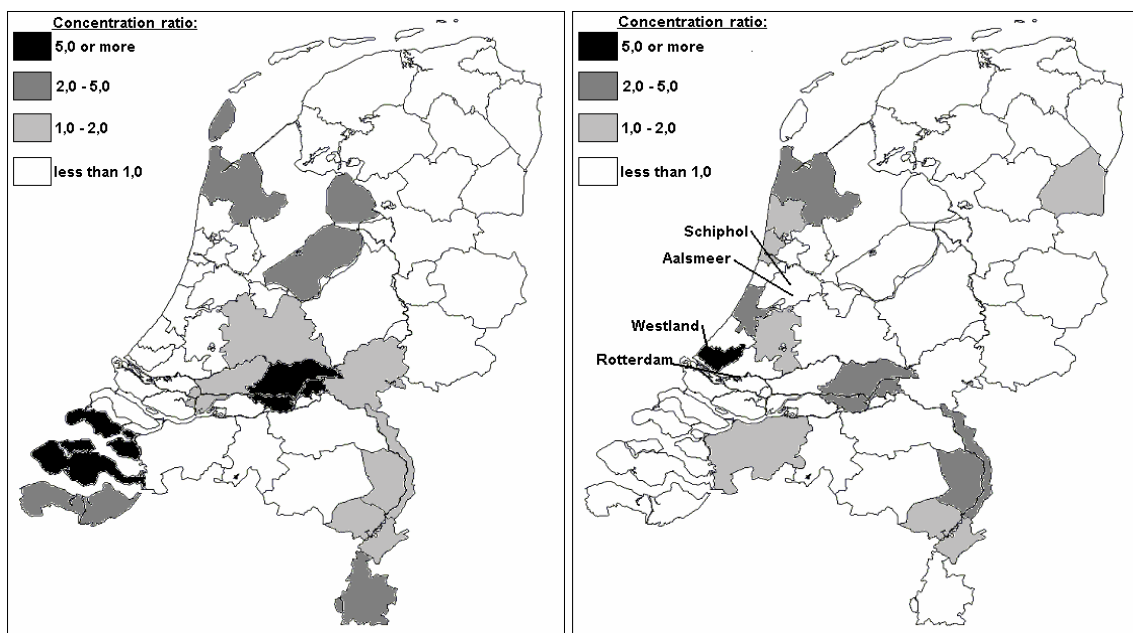 Concentration ratio:
5,0 or more
2,0 - 5,0
1,0 - 2,0
less than 1,0
Concentration ratio:
5,0 or more
2,0 - 5,0
1,0 - 2,0
less than 1,0
Schiphol
Aalsmeer
Westland
Rotterdam